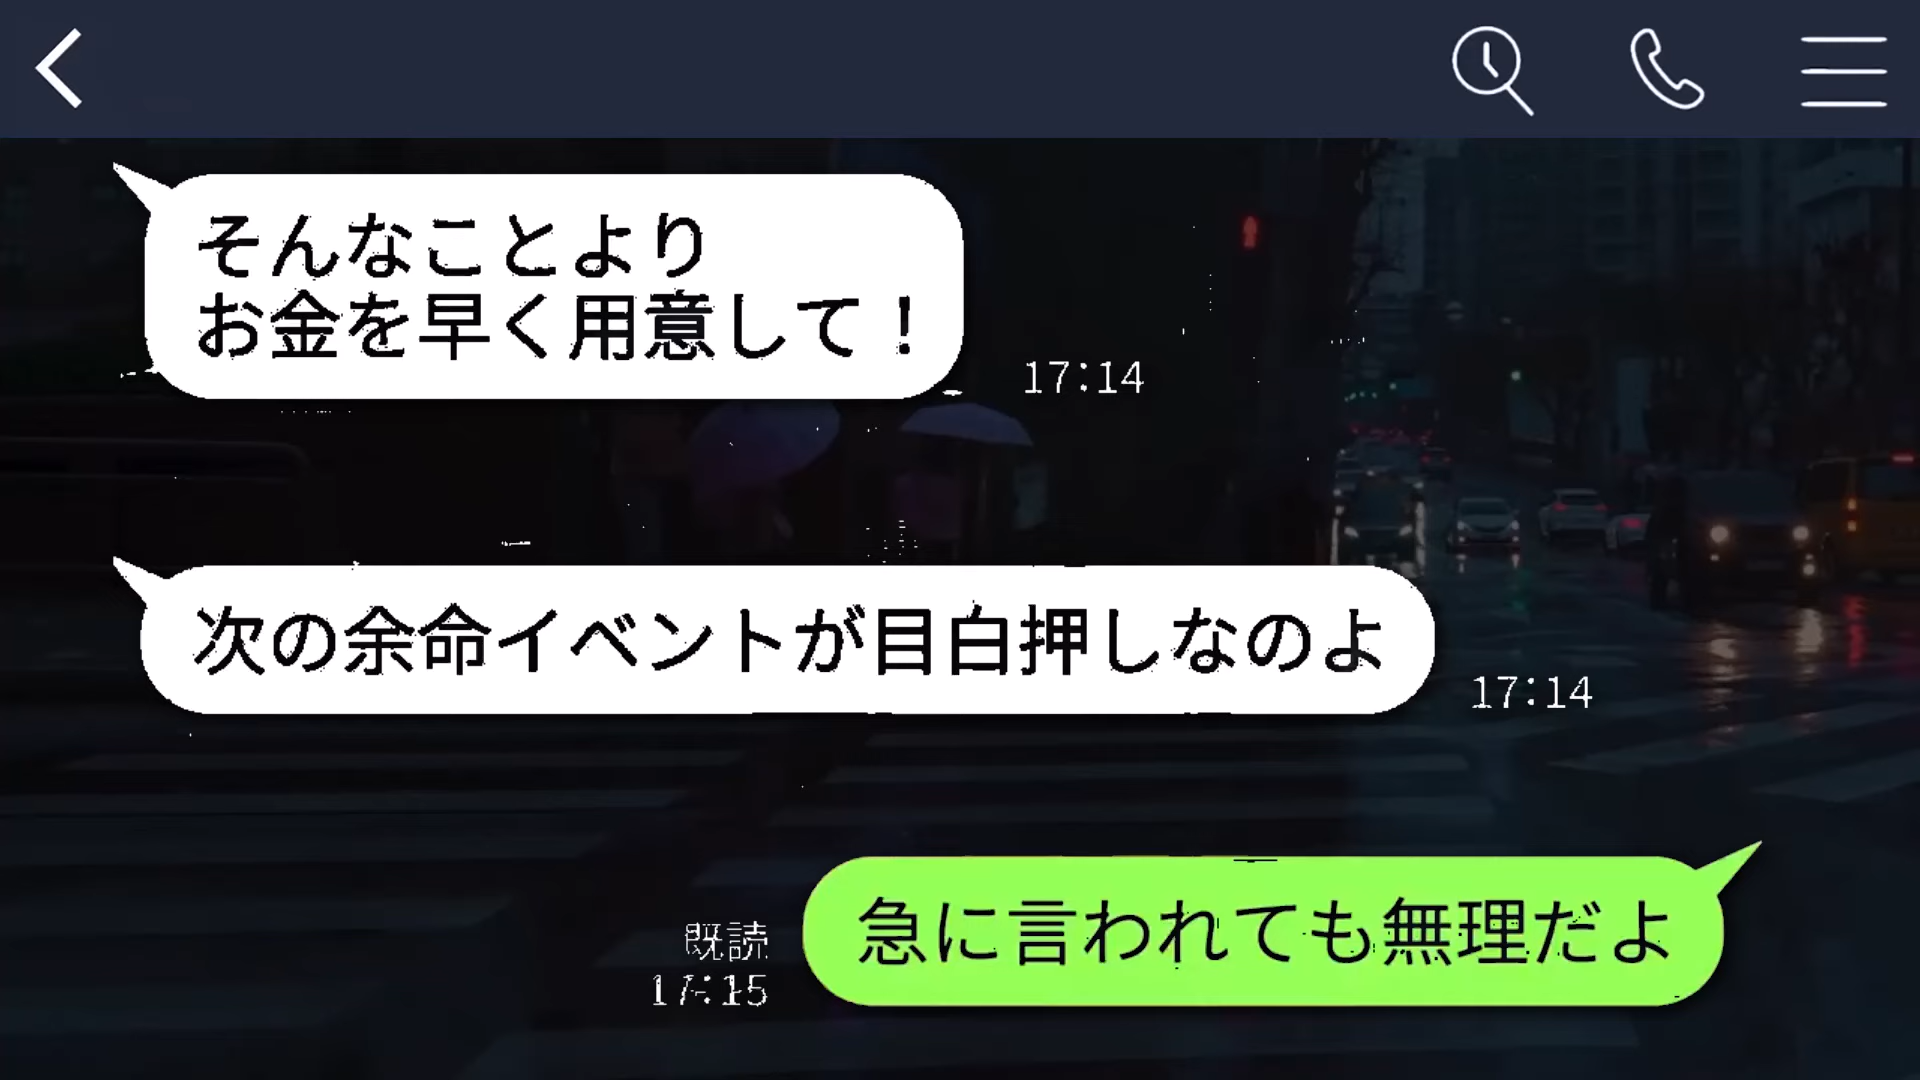 そんなことより
お金を早く用意して！
17:14
次の余命イベントが目白押しなのよ
17:14
急に言われても無理だよ
既読
17:15